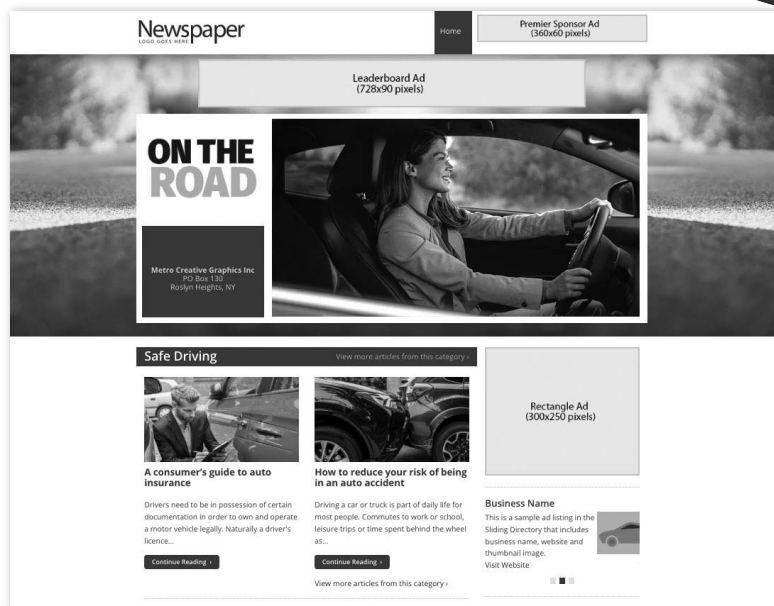 Newspaper
LOGO GOES HERE
Home
Premier Sponsor Ad
(360x60 pixels)
Leaderboard Ad
(728x90 pixels)
ON THE
ROAD
Metro Creative Graphics Inc
PO Box 130
Roslyn Heights, NY
Safe Driving
View more articles from this category ›
A consumer's guide to auto
insurance
Drivers need to be in possession of certain
documentation in order to own and operate
a motor vehicle legally. Naturally a driver's
licence...
Continue Reading ›
How to reduce your risk of being
in an auto accident
Driving a car or truck is part of daily life for
most people. Commutes to work or school,
leisure trips or time spent behind the wheel
as...
Continue Reading ›
View more articles from this category ›
Rectangle Ad
(300x250 pixels)
Business Name
This is a sample ad listing in the
Sliding Directory that includes
business name, website and
thumbnail image.
Visit Website